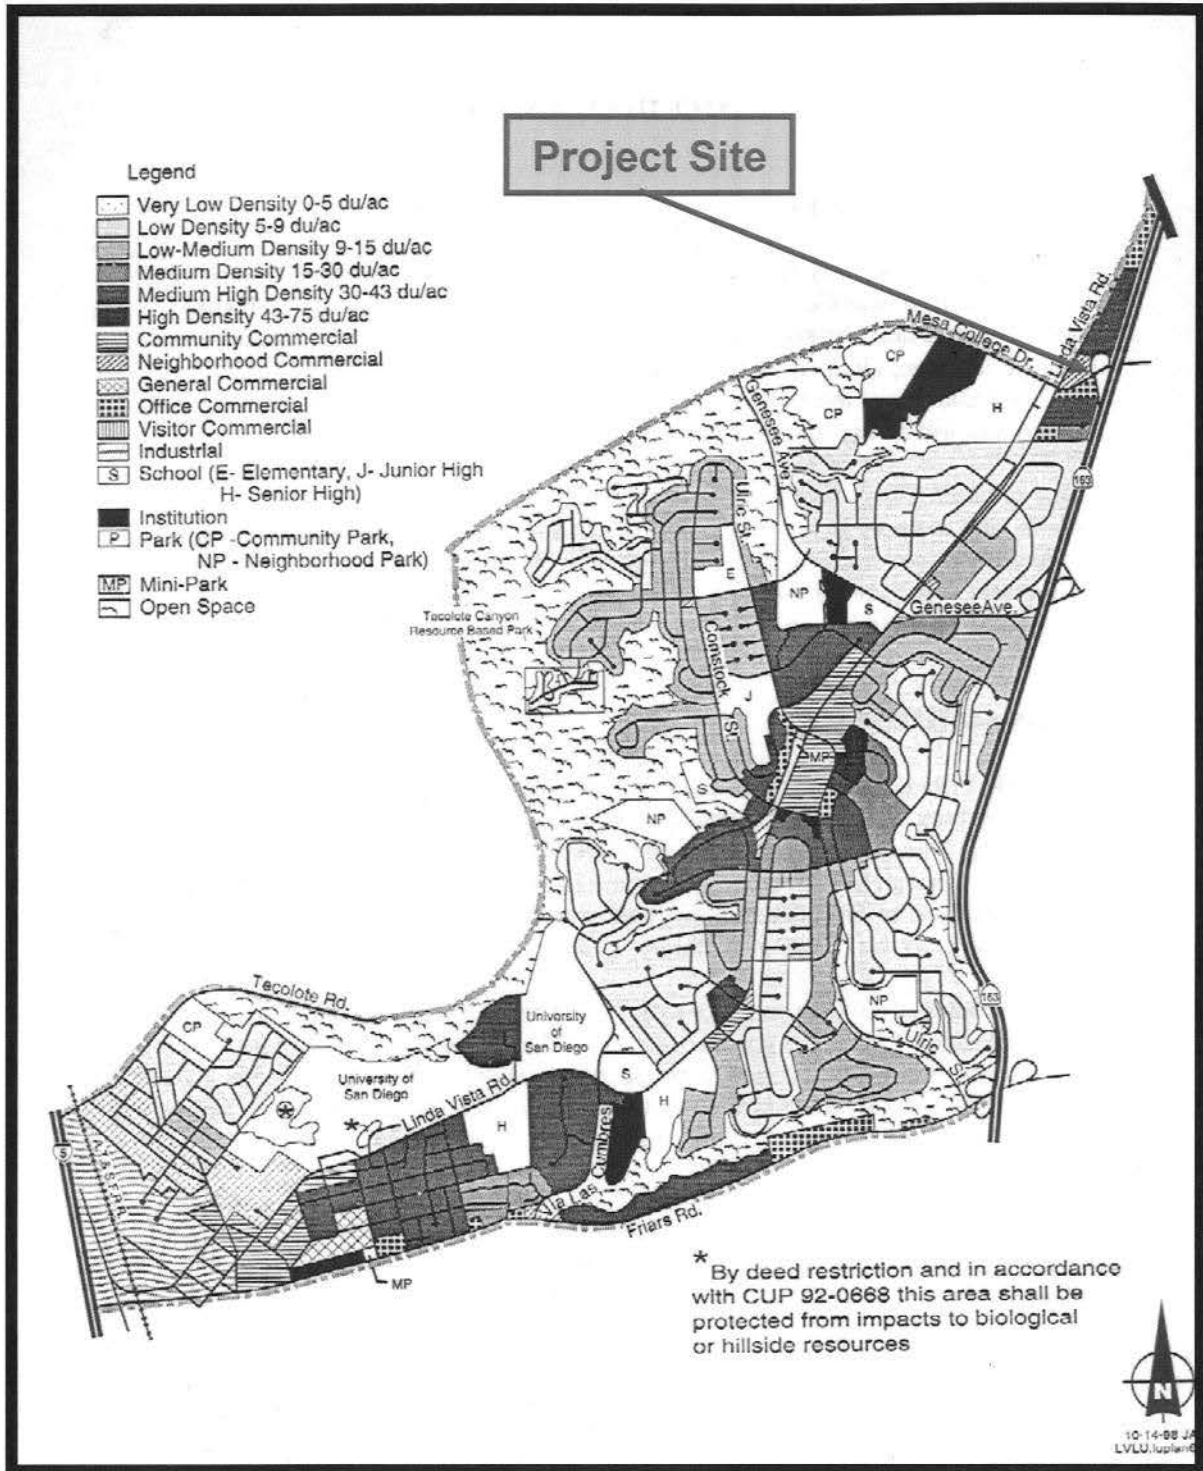 Project Site
Legend
Very Low Density 0-5 du/ac
Low Density 5-9 du/ac
Low-Medium Density 9-15 du/ac
Medium Density 15-30 du/ac
Medium High Density 30-43 du/ac
High Density 43-75 du/ac
Community Commercial
Neighborhood Commercial
General Commercial
Office Commercial
Visitor Commercial
Industrial
S School (E- Elementary, J- Junior High
H- Senior High)
Institution
P Park (CP -Community Park,
NP - Neighborhood Park)
MP Mini-Park
Open Space
Linda Vista Rd.
Mesa College Dr.
CP
CP
H
Genesee Ave.
163
Ulric St.
E
NP
S
GeneseeAve.
Tecolote Canyon
Resource Based Park
Comstock
St.
J
MP
S
NP
Tecolote Rd.
CP
University
of
San Diego
NP
163
Ulric
St.
University of
San Diego
*
*
Linda Vista Rd.
S
H
H
5
Via Las Cumbres
Friars Rd.
MP
*By deed restriction and in accordance
with CUP 92-0668 this area shall be
protected from impacts to biological
or hillside resources
N
10-14-98 JA